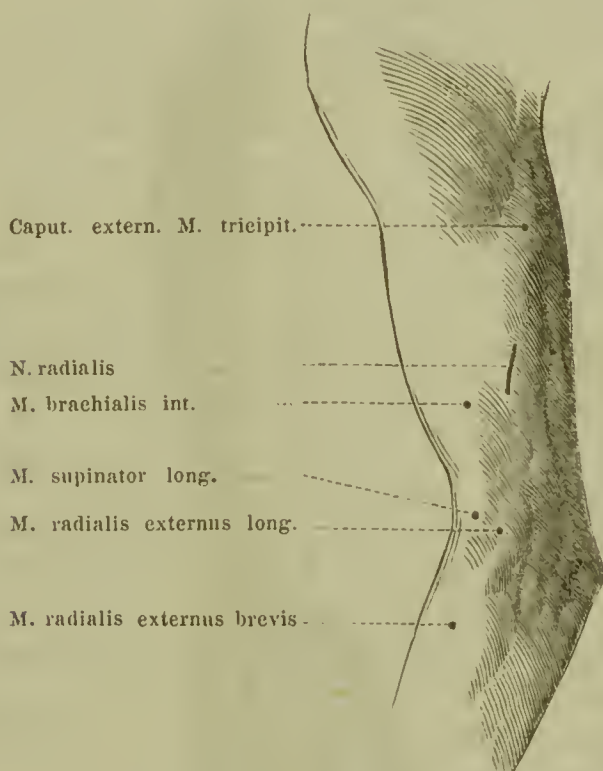 Caput. extern. M. tricipit.
N. radialis
M. brachialis int.
M. supinator long.
M. radialis externus long.
M. radialis externus brevis